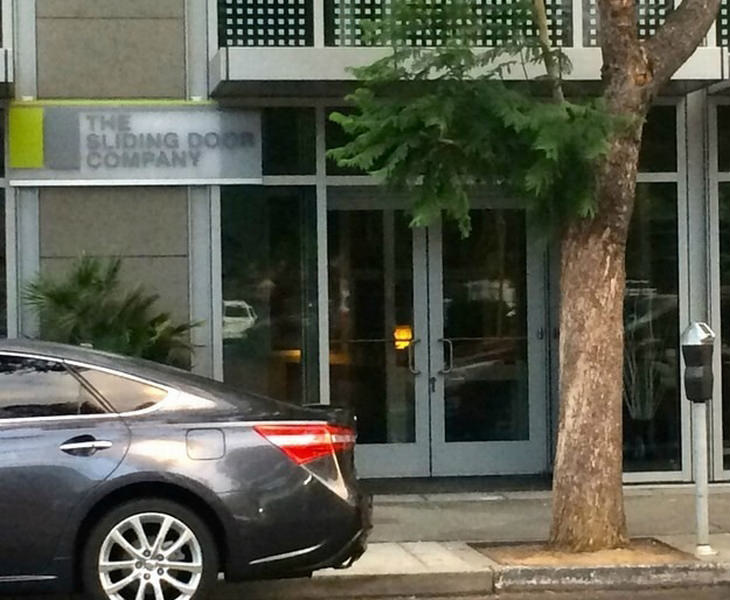 THE
SLIDING DOOR
COMPANY